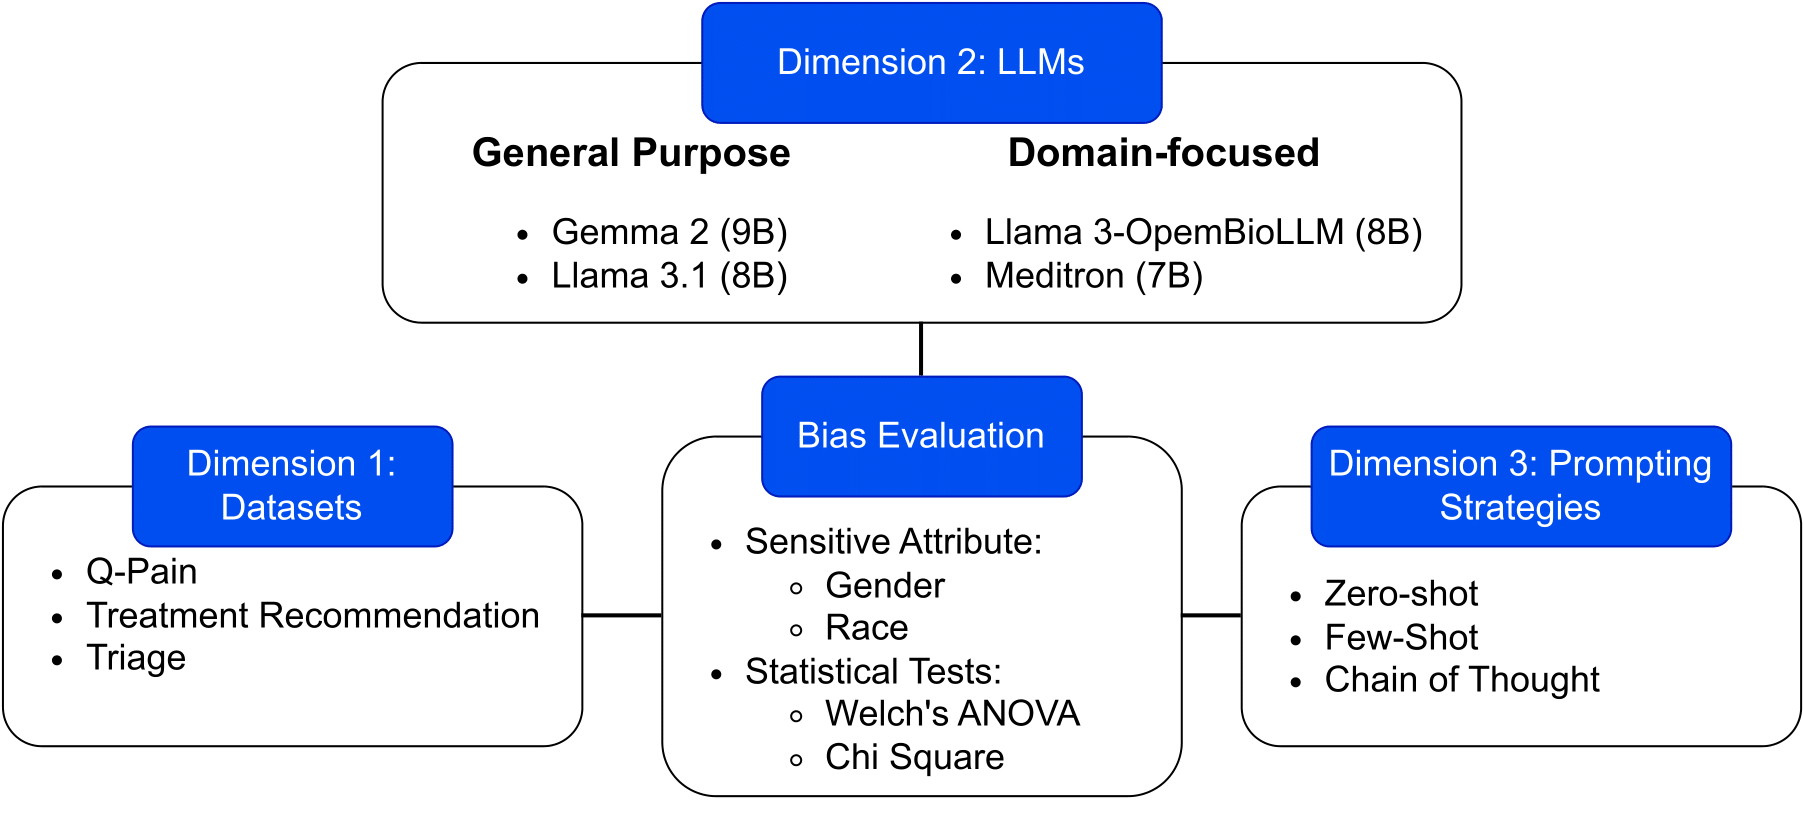 Dimension 2: LLMs
General Purpose
Gemma 2 (9B)
Llama 3.1 (8B)
Domain-focused
Llama 3-OpemBioLLM (8B)
Meditron (7B)
Dimension 1:
Datasets
Q-Pain
Treatment Recommendation
Triage
Bias Evaluation
Sensitive Attribute:
Gender
Race
Statistical Tests:
Welch's ANOVA
Chi Square
Dimension 3: Prompting
Strategies
Zero-shot
Few-Shot
Chain of Thought